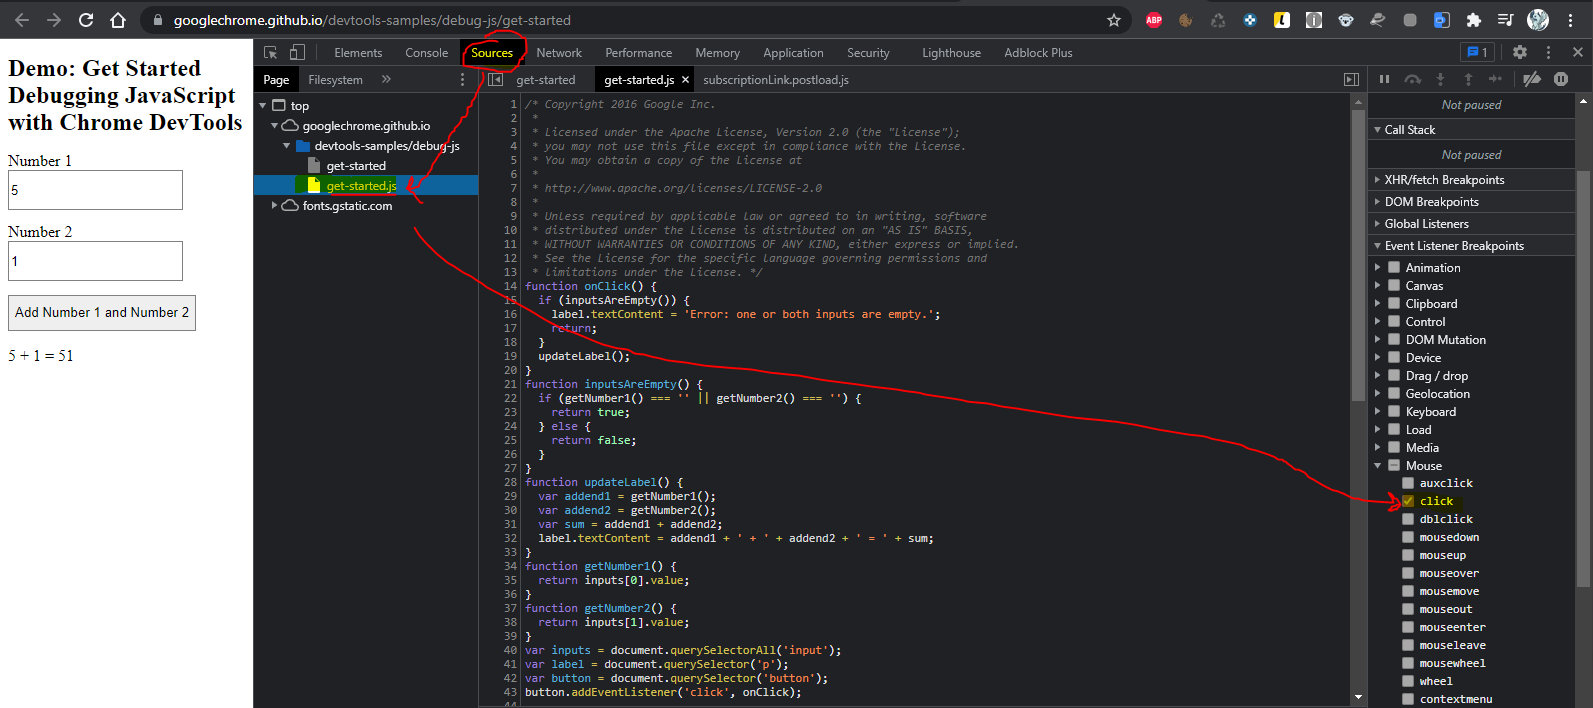 googlechrome.github.io/devtools-samples/debug-js/get-started
ABP
L
Demo: Get Started
Debugging JavaScript
with Chrome DevTools
Number 1
5
Number 2
1
Add Number 1 and Number 2
5 + 1 = 51
Elements Console Sources Network Performance Memory Application Security Lighthouse Adblock Plus
1
Page Filesystem »
get-started get-started.js × subscriptionLink.postload.js
top
googlechrome.github.io
devtools-samples/debug-js
get-started
get-started.js
fonts.gstatic.com
1 /* Copyright 2016 Google Inc.
2 *
3 * Licensed under the Apache License, Version 2.0 (the "License");
4 * you may not use this file except in compliance with the License.
5 * You may obtain a copy of the License at
6 *
7 * http://www.apache.org/licenses/LICENSE-2.0
8 *
9 * Unless required by applicable law or agreed to in writing, software
10 * distributed under the License is distributed on an "AS IS" BASIS,
11 * WITHOUT WARRANTIES OR CONDITIONS OF ANY KIND, either express or implied.
12 * See the License for the specific language governing permissions and
13 * limitations under the License. */
14 function onClick() {
15 if (inputsAreEmpty()) {
16 label.textContent = 'Error: one or both inputs are empty.';
17 return;
18 }
19 updateLabel();
20 }
21 function inputsAreEmpty() {
22 if (getNumber1() === '' || getNumber2() === '') {
23 return true;
24 } else {
25 return false;
26 }
27 }
28 function updateLabel() {
29 var addend1 = getNumber1();
30 var addend2 = getNumber2();
31 var sum = addend1 + addend2;
32 label.textContent = addend1 + ' + ' + addend2 + ' = ' + sum;
33 }
34 function getNumber1() {
35 return inputs[0].value;
36 }
37 function getNumber2() {
38 return inputs[1].value;
39 }
40 var inputs = document.querySelectorAll('input');
41 var label = document.querySelector('p');
42 var button = document.querySelector('button');
43 button.addEventListener('click', onClick);
44
Not paused
Call Stack
Not paused
XHR/fetch Breakpoints
DOM Breakpoints
Global Listeners
Event Listener Breakpoints
Animation
Canvas
Clipboard
Control
DOM Mutation
Device
Drag / drop
Geolocation
Keyboard
Load
Media
Mouse
auxclick
click
dblclick
mousedown
mouseup
mouseover
mousemove
mouseout
mouseenter
mouseleave
mousewheel
wheel
contextmenu